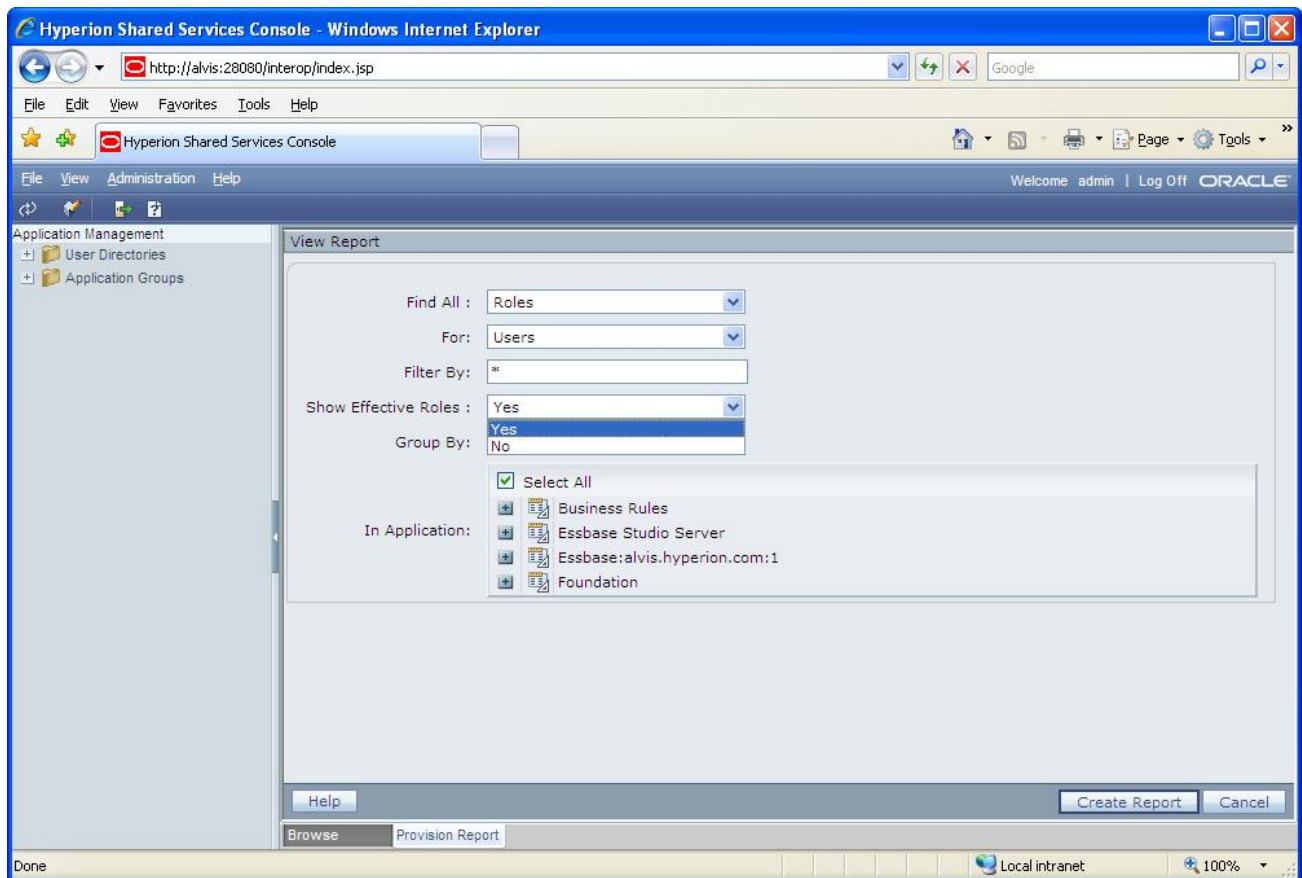 Hyperion Shared Services Console - Windows Internet Explorer
http://alvis:28080/interop/index.jsp
Google
File Edit View Favorites Tools Help
Hyperion Shared Services Console
Page Tools »
File View Administration Help
Welcome admin | Log Off ORACLE
Application Management
User Directories
Application Groups
View Report
Find All : Roles
For: Users
Filter By: *
Show Effective Roles : Yes
Yes
Group By: No
Select All
Business Rules
In Application: Essbase Studio Server
Essbase:alvis.hyperion.com:1
Foundation
Help Create Report Cancel
Browse Provision Report
Done Local intranet 100%